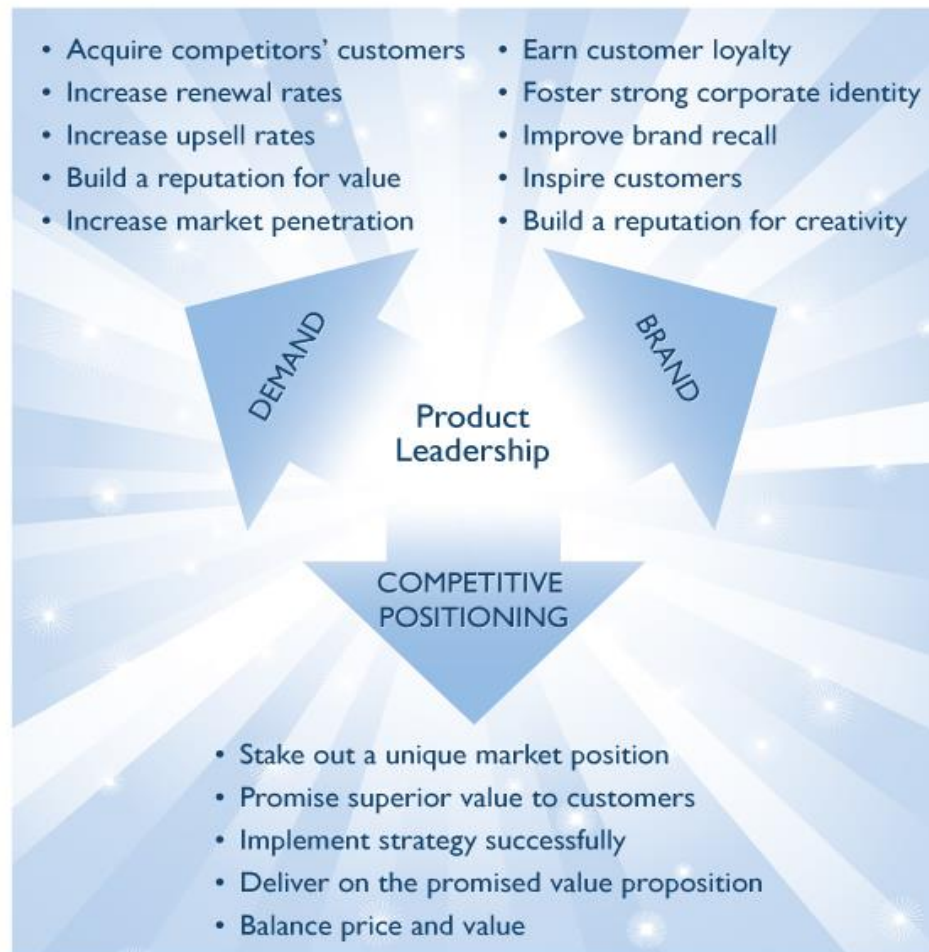 • Acquire competitors’ customers
• Increase renewal rates
• Increase upsell rates
• Build a reputation for value
• Increase market penetration
• Earn customer loyalty
• Foster strong corporate identity
• Improve brand recall
• Inspire customers
• Build a reputation for creativity
DEMAND
BRAND
Product
Leadership
COMPETITIVE
POSITIONING
• Stake out a unique market position
• Promise superior value to customers
• Implement strategy successfully
• Deliver on the promised value proposition
• Balance price and value